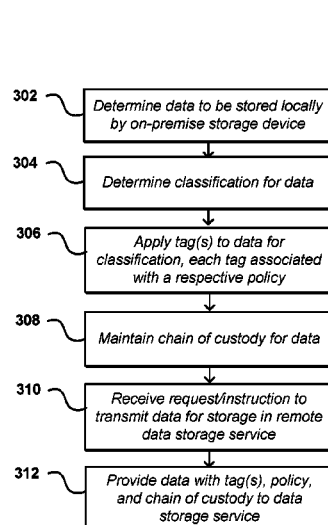 302
Determine data to be stored locally
by on-premise storage device
304
Determine classification for data
306
Apply tag(s) to data for
classification, each tag associated
with a respective policy
308
Maintain chain of custody for data
310
Receive request/instruction to
transmit data for storage in remote
data storage service
312
Provide data with tag(s), policy,
and chain of custody to data
storage service